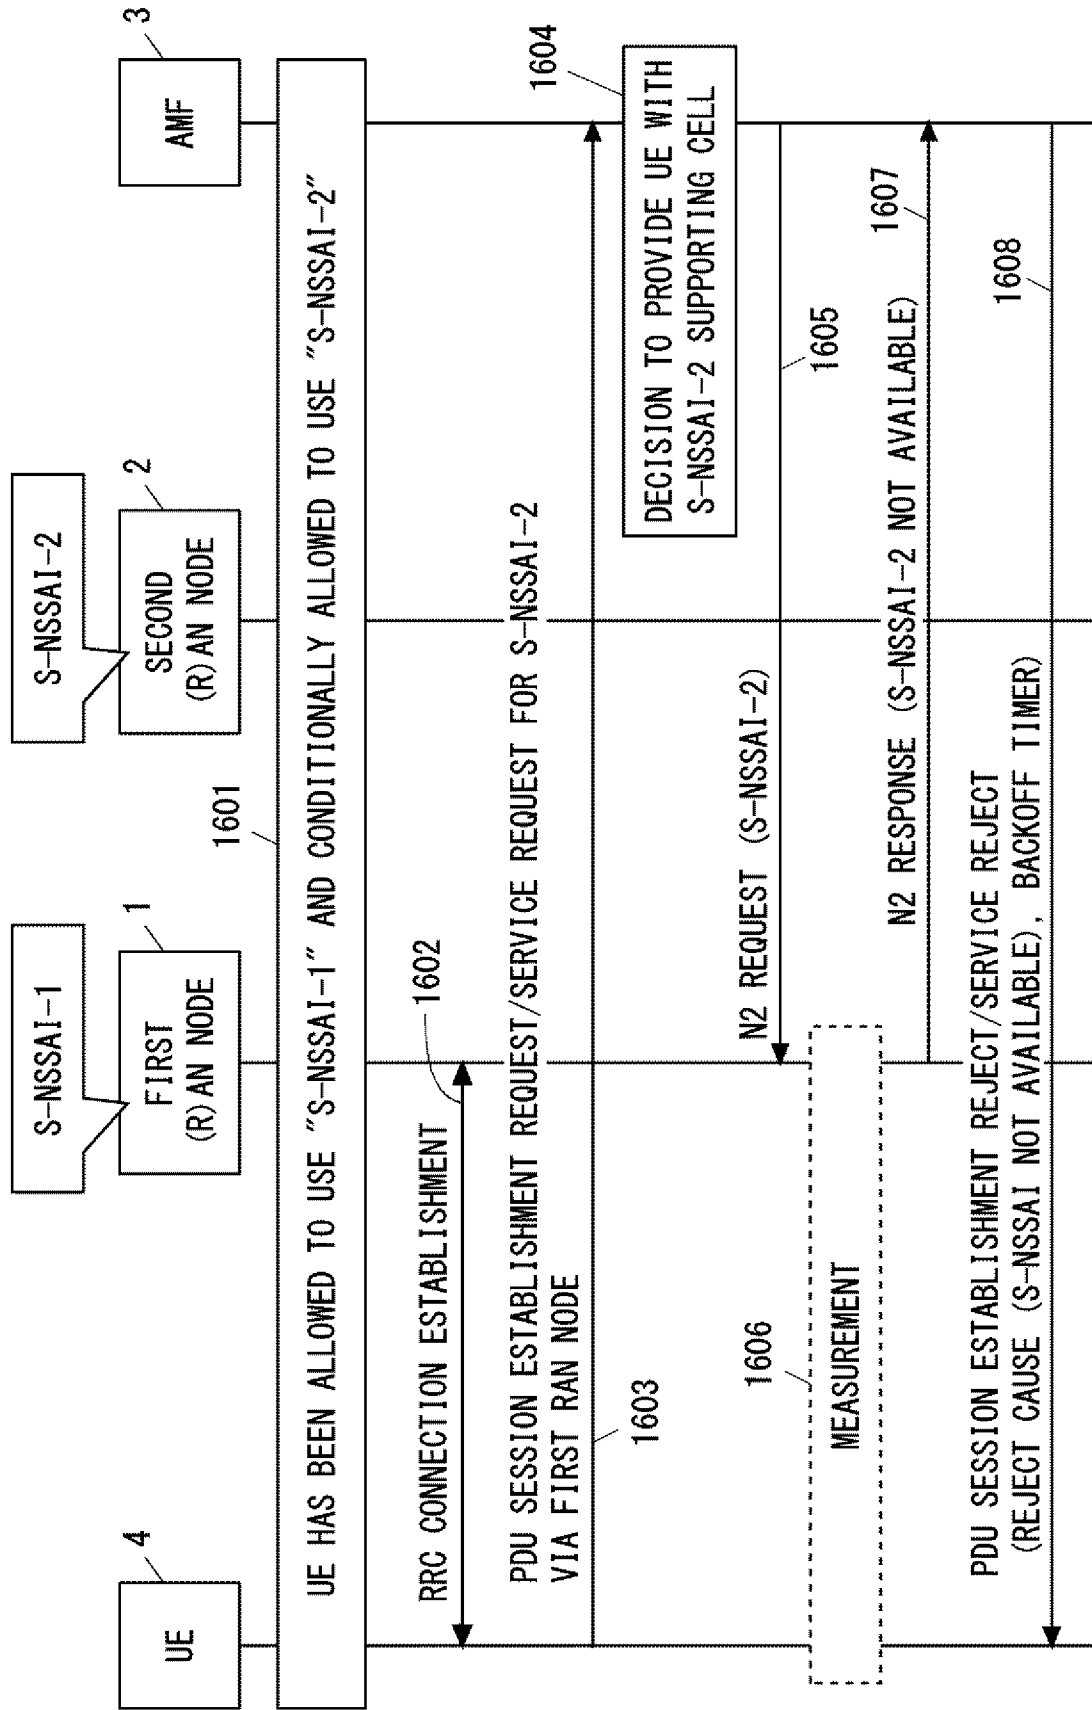 S-NSSAI-1
S-NSSAI-2
4
1
2
3
UE
FIRST
(R)AN NODE
SECOND
(R)AN NODE
AMF
1601
UE HAS BEEN ALLOWED TO USE "S-NSSAI-1" AND CONDITIONALLY ALLOWED TO USE "S-NSSAI-2"
RRC CONNECTION ESTABLISHMENT
1602
PDU SESSION ESTABLISHMENT REQUEST/SERVICE REQUEST FOR S-NSSAI-2
VIA FIRST RAN NODE
1603
1604
DECISION TO PROVIDE UE WITH
S-NSSAI-2 SUPPORTING CELL
N2 REQUEST (S-NSSAI-2)
1605
1606
MEASUREMENT
N2 RESPONSE (S-NSSAI-2 NOT AVAILABLE)
1607
PDU SESSION ESTABLISHMENT REJECT/SERVICE REJECT
(REJECT CAUSE (S-NSSAI NOT AVAILABLE), BACKOFF TIMER)
1608